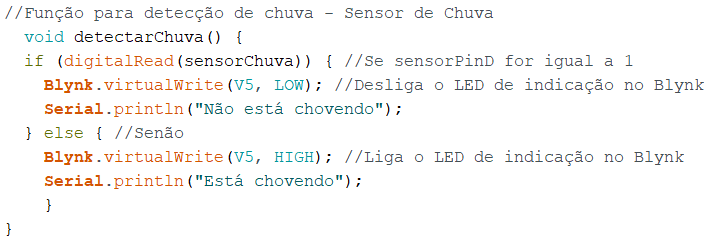 //Função para detecção de chuva - Sensor de Chuva
void detectarChuva() {
if (digitalRead(sensorChuva)) { //Se sensorPinD for igual a 1
Blynk.virtualWrite(V5, LOW); //Desliga o LED de indicação no Blynk
Serial.println("Não está chovendo");
} else { //Senão
Blynk.virtualWrite(V5, HIGH); //Liga o LED de indicação no Blynk
Serial.println("Está chovendo");
}
}